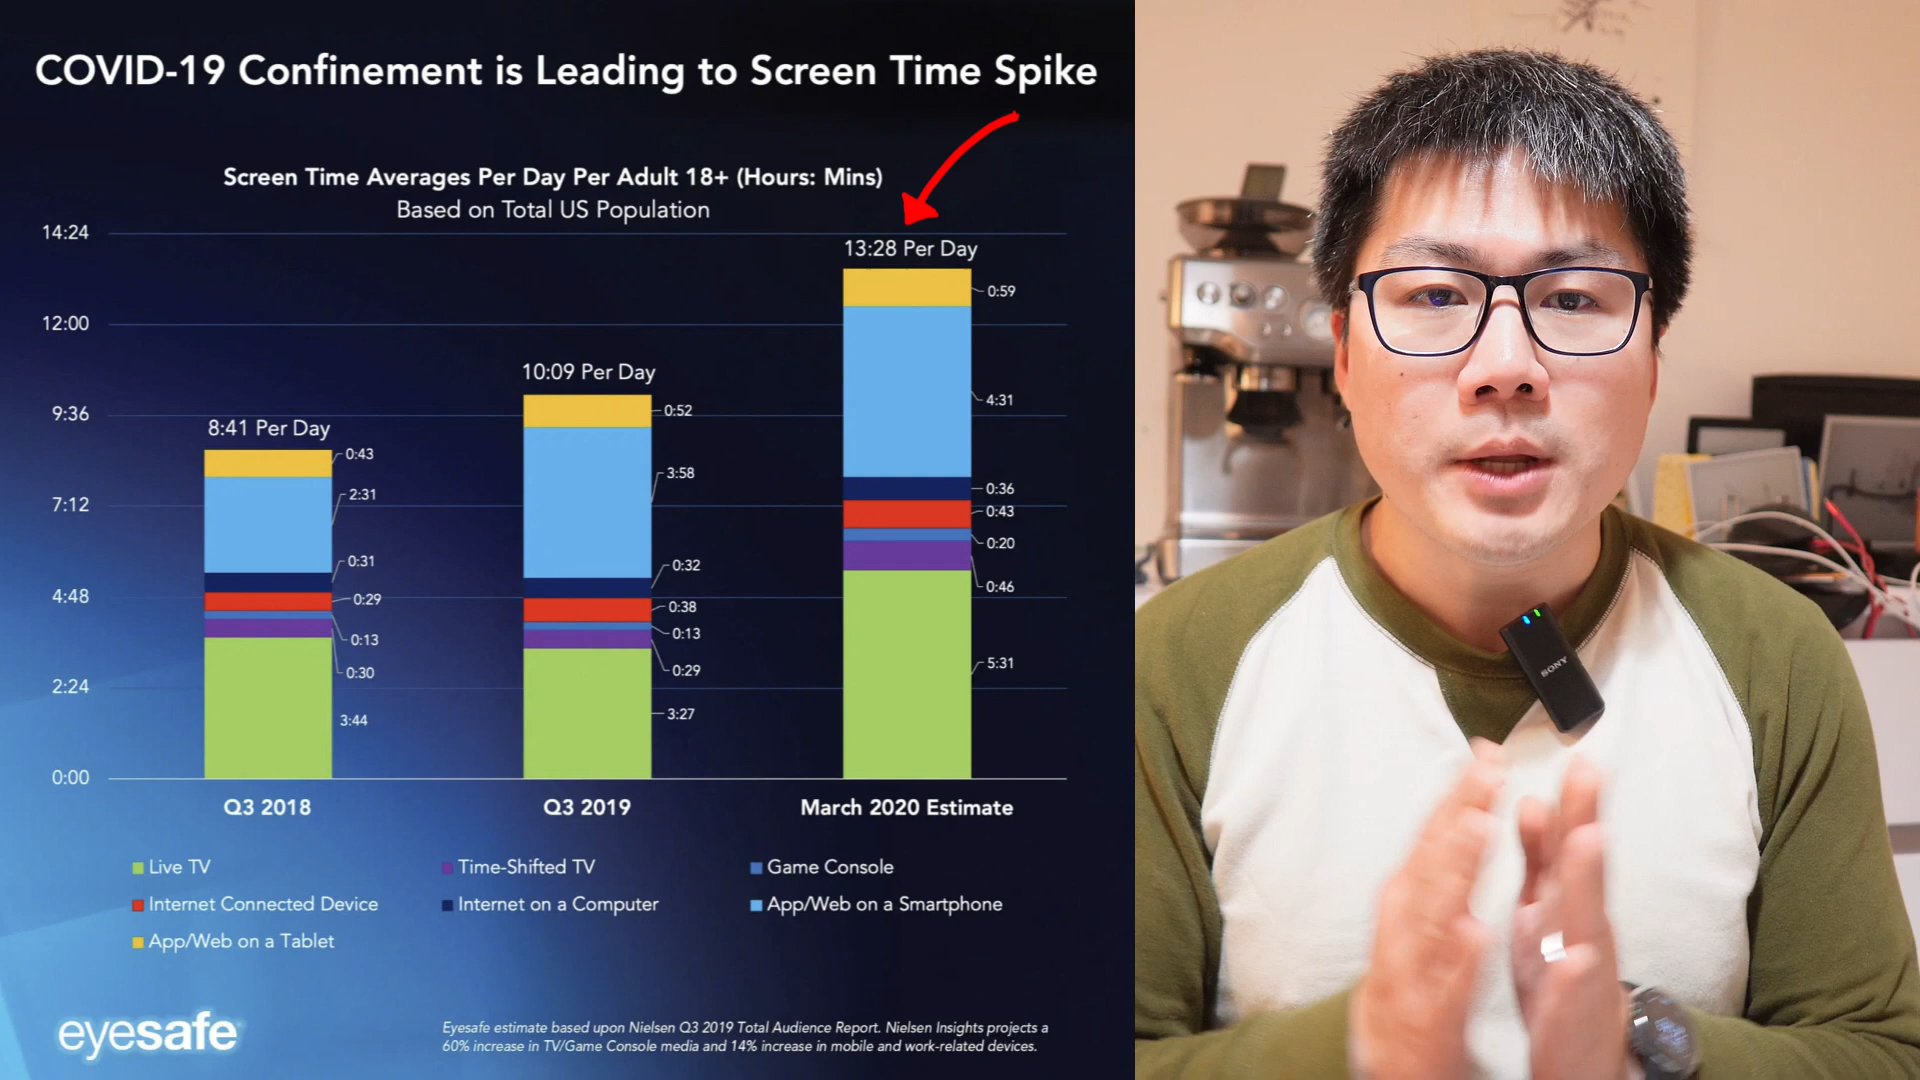 COVID-19 Confinement is Leading to Screen Time Spike
Screen Time Averages Per Day Per Adult 18+ (Hours: Mins)
Based on Total US Population
14:24
12:00
9:36
7:12
4:48
2:24
0:00
8:41 Per Day
0:43
2:31
0:31
0:29
0:13
0:30
3:44
10:09 Per Day
0:52
3:58
0:32
0:38
0:13
0:29
3:27
13:28 Per Day
0:59
4:31
0:36
0:43
0:20
0:46
5:31
Q3 2018
Q3 2019
March 2020 Estimate
Live TV
Time-Shifted TV
Game Console
Internet Connected Device
Internet on a Computer
App/Web on a Smartphone
App/Web on a Tablet
eyesafe
Eyesafe estimate based upon Nielsen Q3 2019 Total Audience Report. Nielsen Insights projects a
60% increase in TV/Game Console media and 14% increase in mobile and work-related devices.
SONY